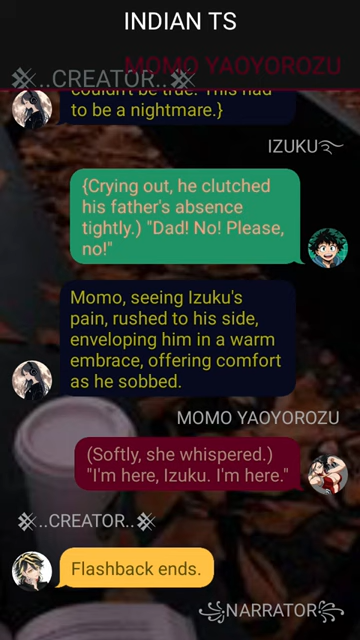 INDIAN TS
MOMO YAOYOROZU
※..CREATOR..※
couldn't be true. This had
to be a nightmare.}
IZUKU
{Crying out, he clutched
his father's absence
tightly.) "Dad! No! Please,
no!"
Momo, seeing Izuku's
pain, rushed to his side,
enveloping him in a warm
embrace, offering comfort
as he sobbed.
MOMO YAOYOROZU
(Softly, she whispered.)
"I'm here, Izuku. I'm here."
※..CREATOR..※
Flashback ends.
꧁NARRATOR꧂